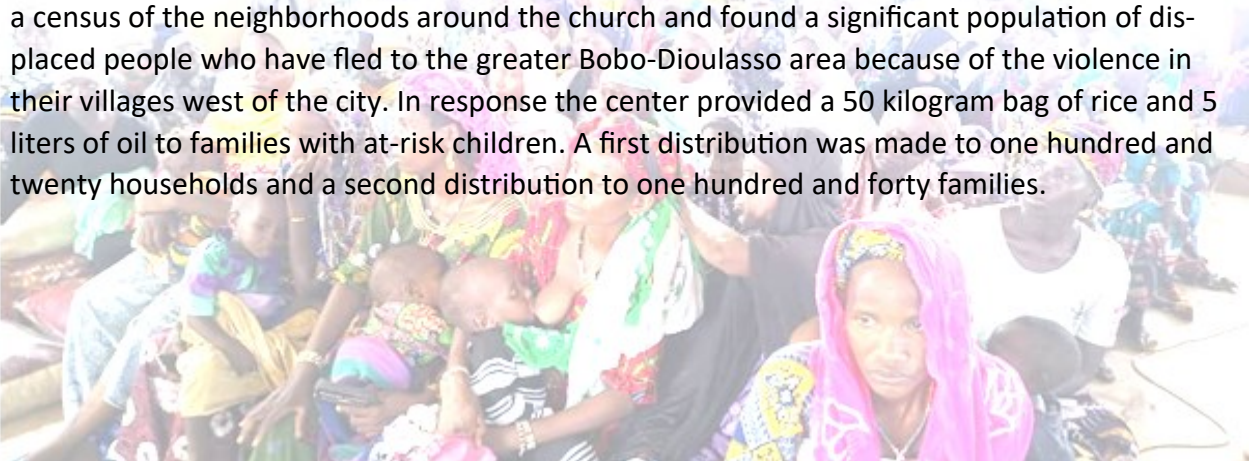 a census of the neighborhoods around the church and found a significant population of dis-
placed people who have fled to the greater Bobo-Dioulasso area because of the violence in
their villages west of the city. In response the center provided a 50 kilogram bag of rice and 5
liters of oil to families with at-risk children. A first distribution was made to one hundred and
twenty households and a second distribution to one hundred and forty families.